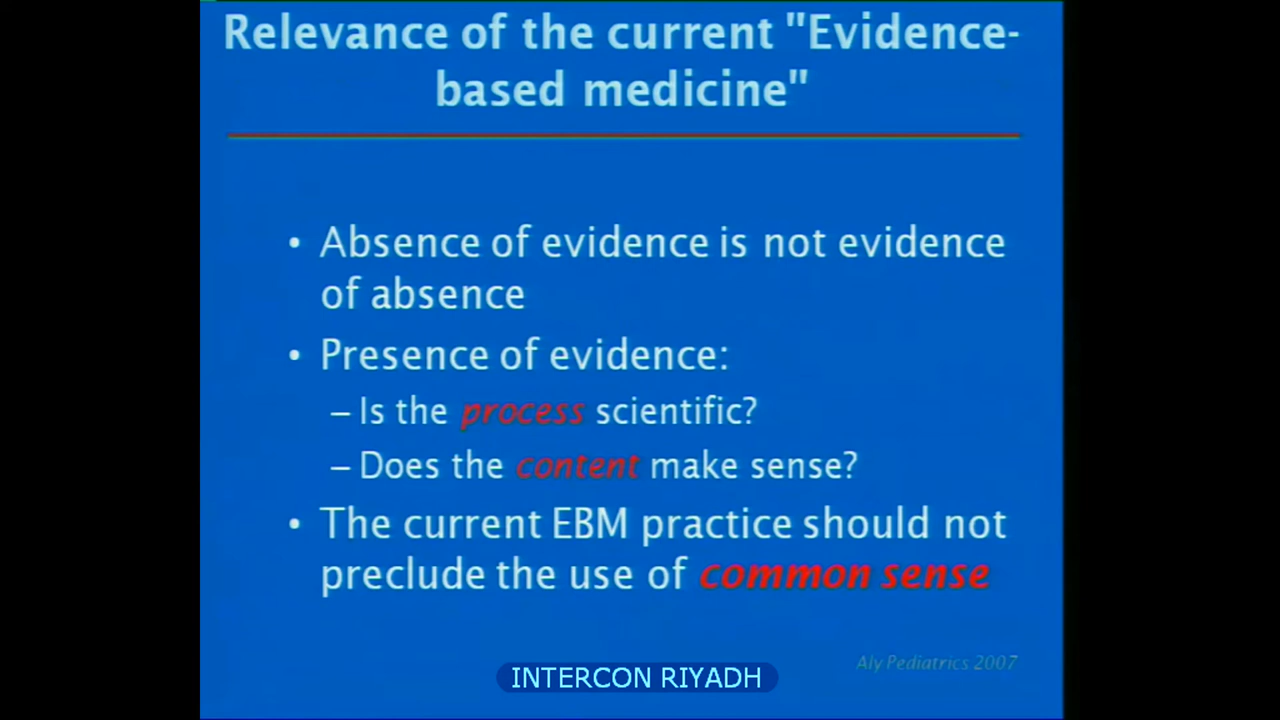 Relevance of the current "Evidence-
based medicine"
• Absence of evidence is not evidence
of absence
• Presence of evidence:
– Is the process scientific?
– Does the content make sense?
• The current EBM practice should not
preclude the use of common sense
Aly Pediatrics 2007
INTERCON RIYADH